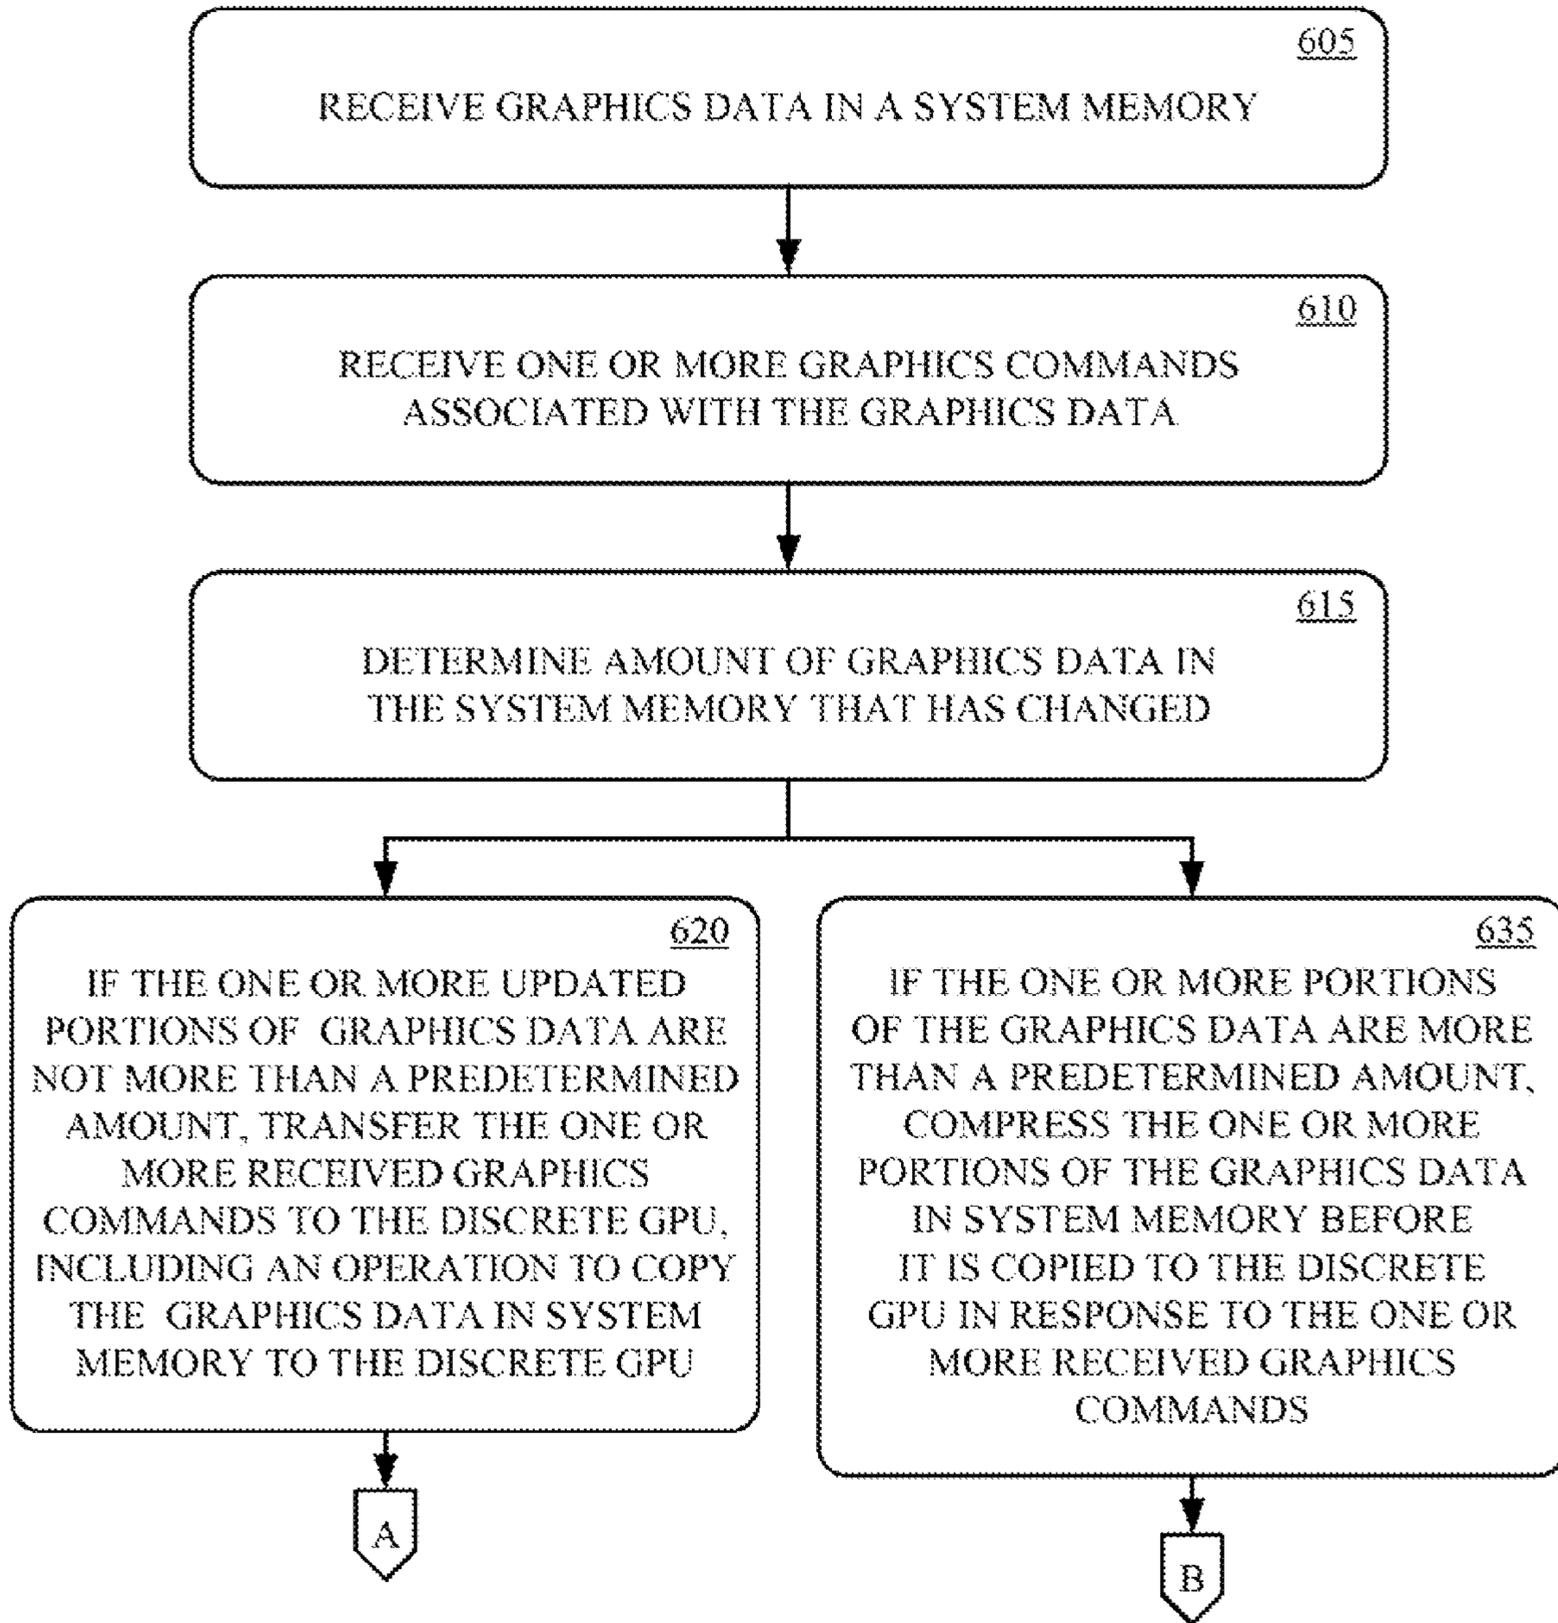 605
RECEIVE GRAPHICS DATA IN A SYSTEM MEMORY
610
RECEIVE ONE OR MORE GRAPHICS COMMANDS
ASSOCIATED WITH THE GRAPHICS DATA
615
DETERMINE AMOUNT OF GRAPHICS DATA IN
THE SYSTEM MEMORY THAT HAS CHANGED
620
IF THE ONE OR MORE UPDATED
PORTIONS OF GRAPHICS DATA ARE
NOT MORE THAN A PREDETERMINED
AMOUNT, TRANSFER THE ONE OR
MORE RECEIVED GRAPHICS
COMMANDS TO THE DISCRETE GPU,
INCLUDING AN OPERATION TO COPY
THE GRAPHICS DATA IN SYSTEM
MEMORY TO THE DISCRETE GPU
A
635
IF THE ONE OR MORE PORTIONS
OF THE GRAPHICS DATA ARE MORE
THAN A PREDETERMINED AMOUNT,
COMPRESS THE ONE OR MORE
PORTIONS OF THE GRAPHICS DATA
IN SYSTEM MEMORY BEFORE
IT IS COPIED TO THE DISCRETE
GPU IN RESPONSE TO THE ONE OR
MORE RECEIVED GRAPHICS
COMMANDS
B